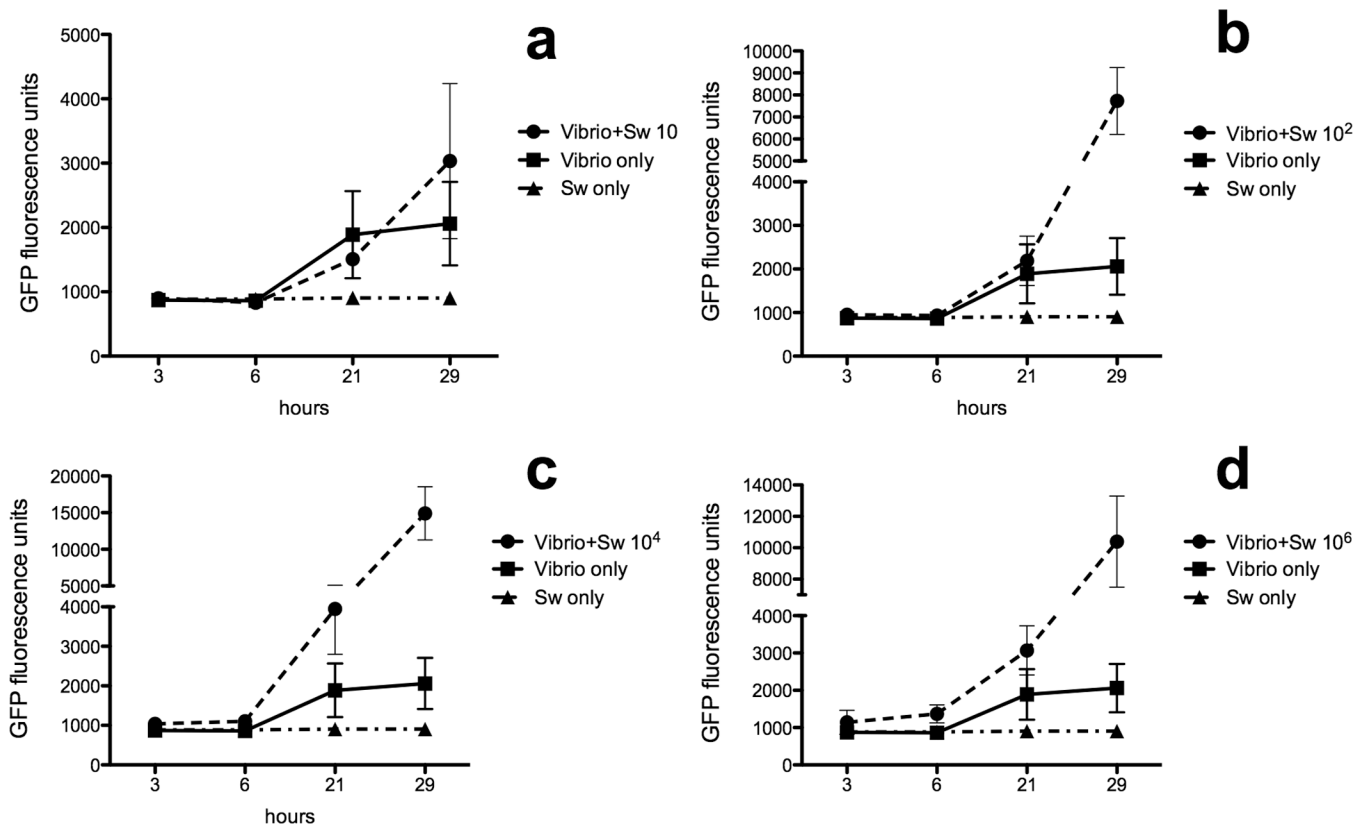 a
GFP fluorescence units
5000
4000
3000
2000
1000
0
3 6 21 29
hours
Vibrio+Sw 10
Vibrio only
Sw only
b
GFP fluorescence units
10000
9000
8000
7000
6000
5000
4000
3000
2000
1000
0
3 6 21 29
hours
Vibrio+Sw 10²
Vibrio only
Sw only
c
GFP fluorescence units
20000
15000
10000
5000
4000
3000
2000
1000
0
3 6 21 29
hours
Vibrio+Sw 10⁴
Vibrio only
Sw only
d
GFP fluorescence units
14000
12000
10000
8000
4000
3000
2000
1000
0
3 6 21 29
Vibrio+Sw 10⁶
Vibrio only
Sw only